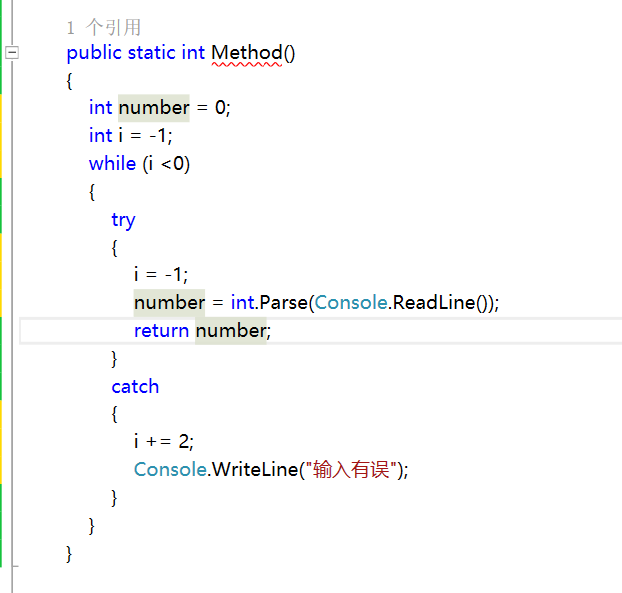 1 个引用
public static int Method()
{
int number = 0;
int i = -1;
while (i <0)
{
try
{
i = -1;
number = int.Parse(Console.ReadLine());
return number;
}
catch
{
i += 2;
Console.WriteLine("输入有误");
}
}
}